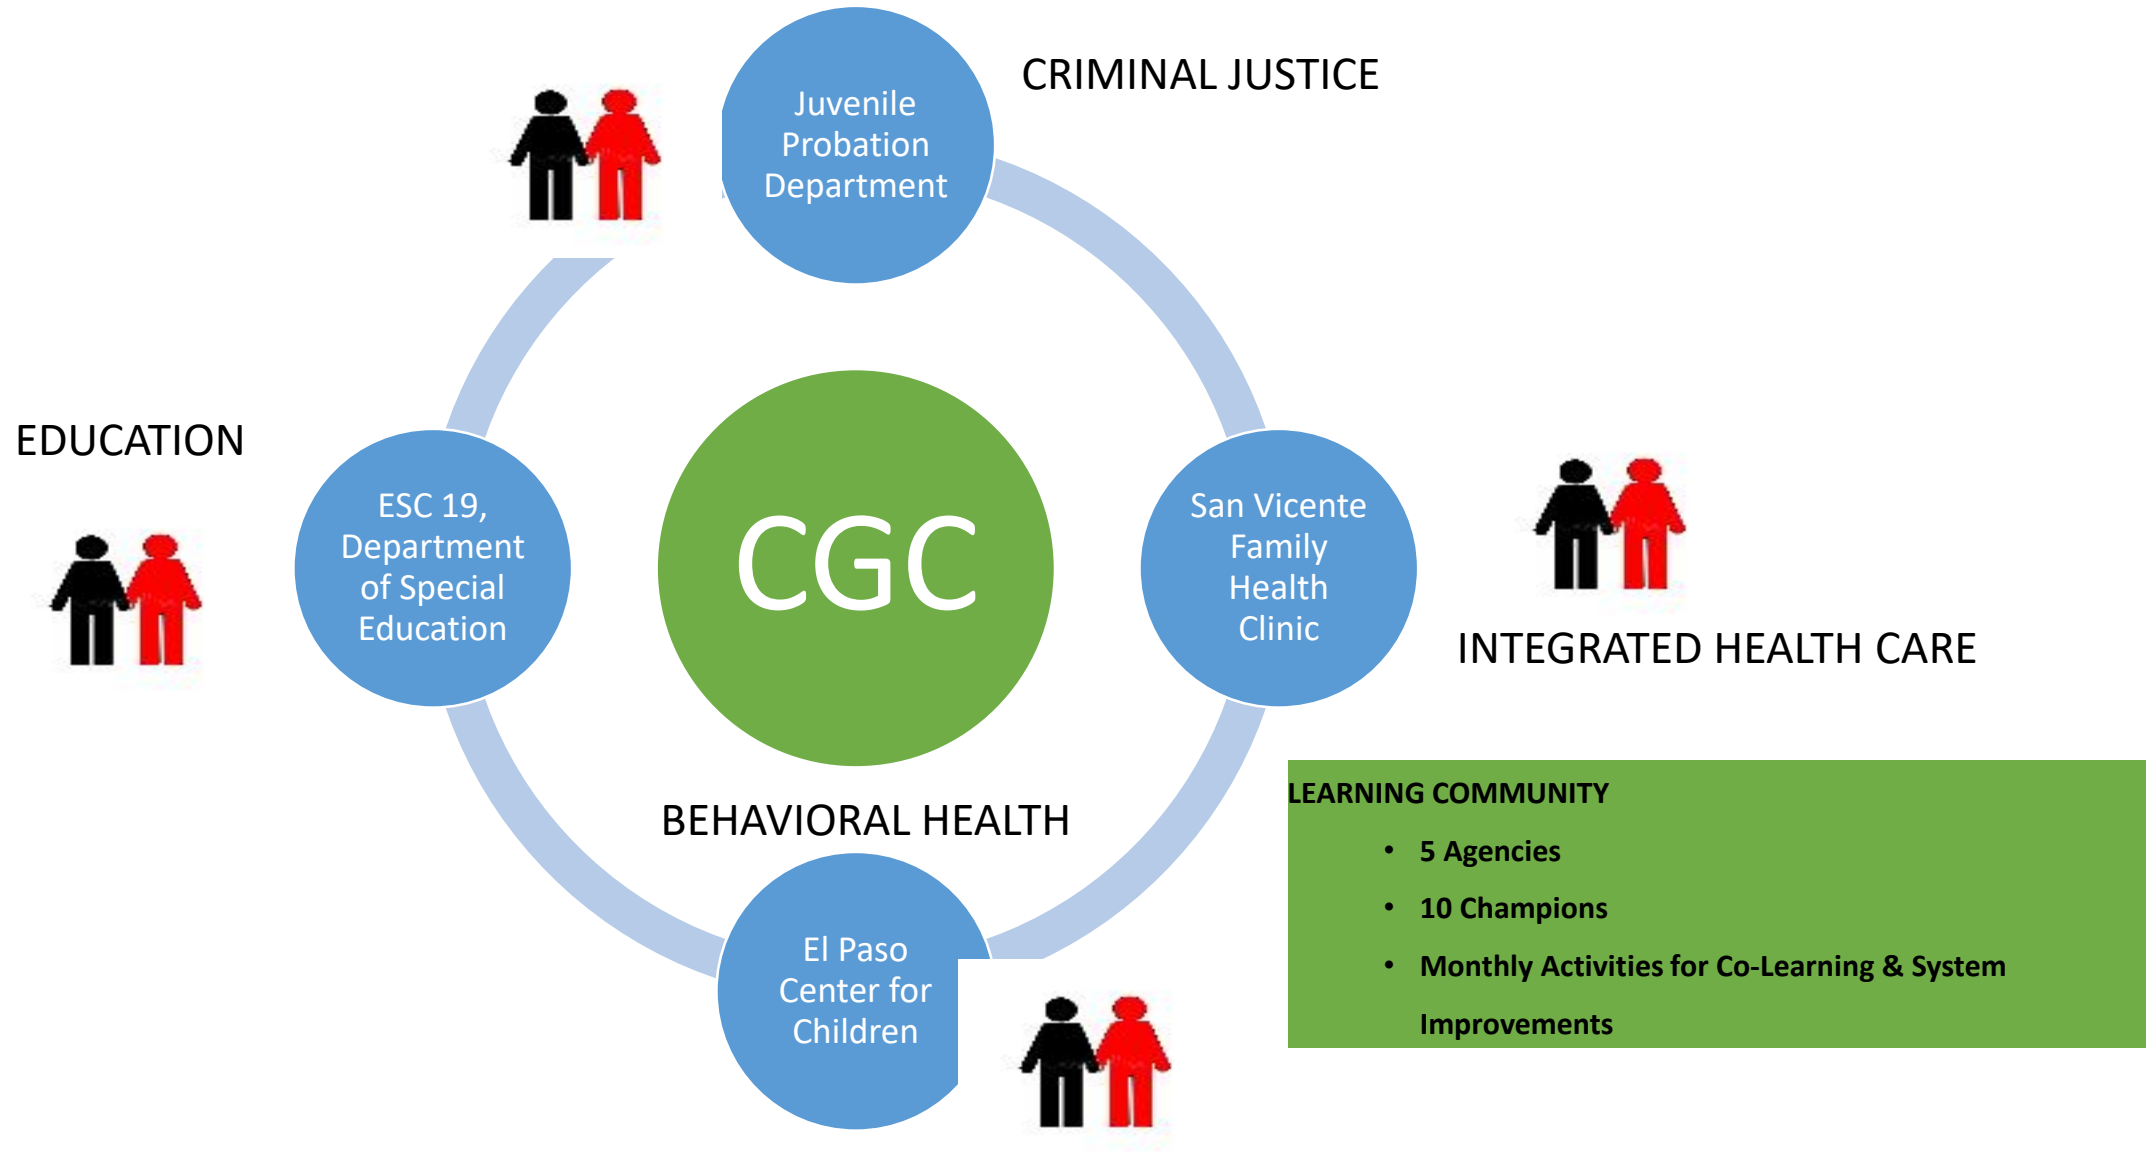 CRIMINAL JUSTICE
Juvenile
Probation
Department
EDUCATION
ESC 19,
Department
of Special
Education
CGC
San Vicente
Family
Health
Clinic
INTEGRATED HEALTH CARE
BEHAVIORAL HEALTH
El Paso
Center for
Children
LEARNING COMMUNITY
• 5 Agencies
• 10 Champions
• Monthly Activities for Co-Learning & System
Improvements